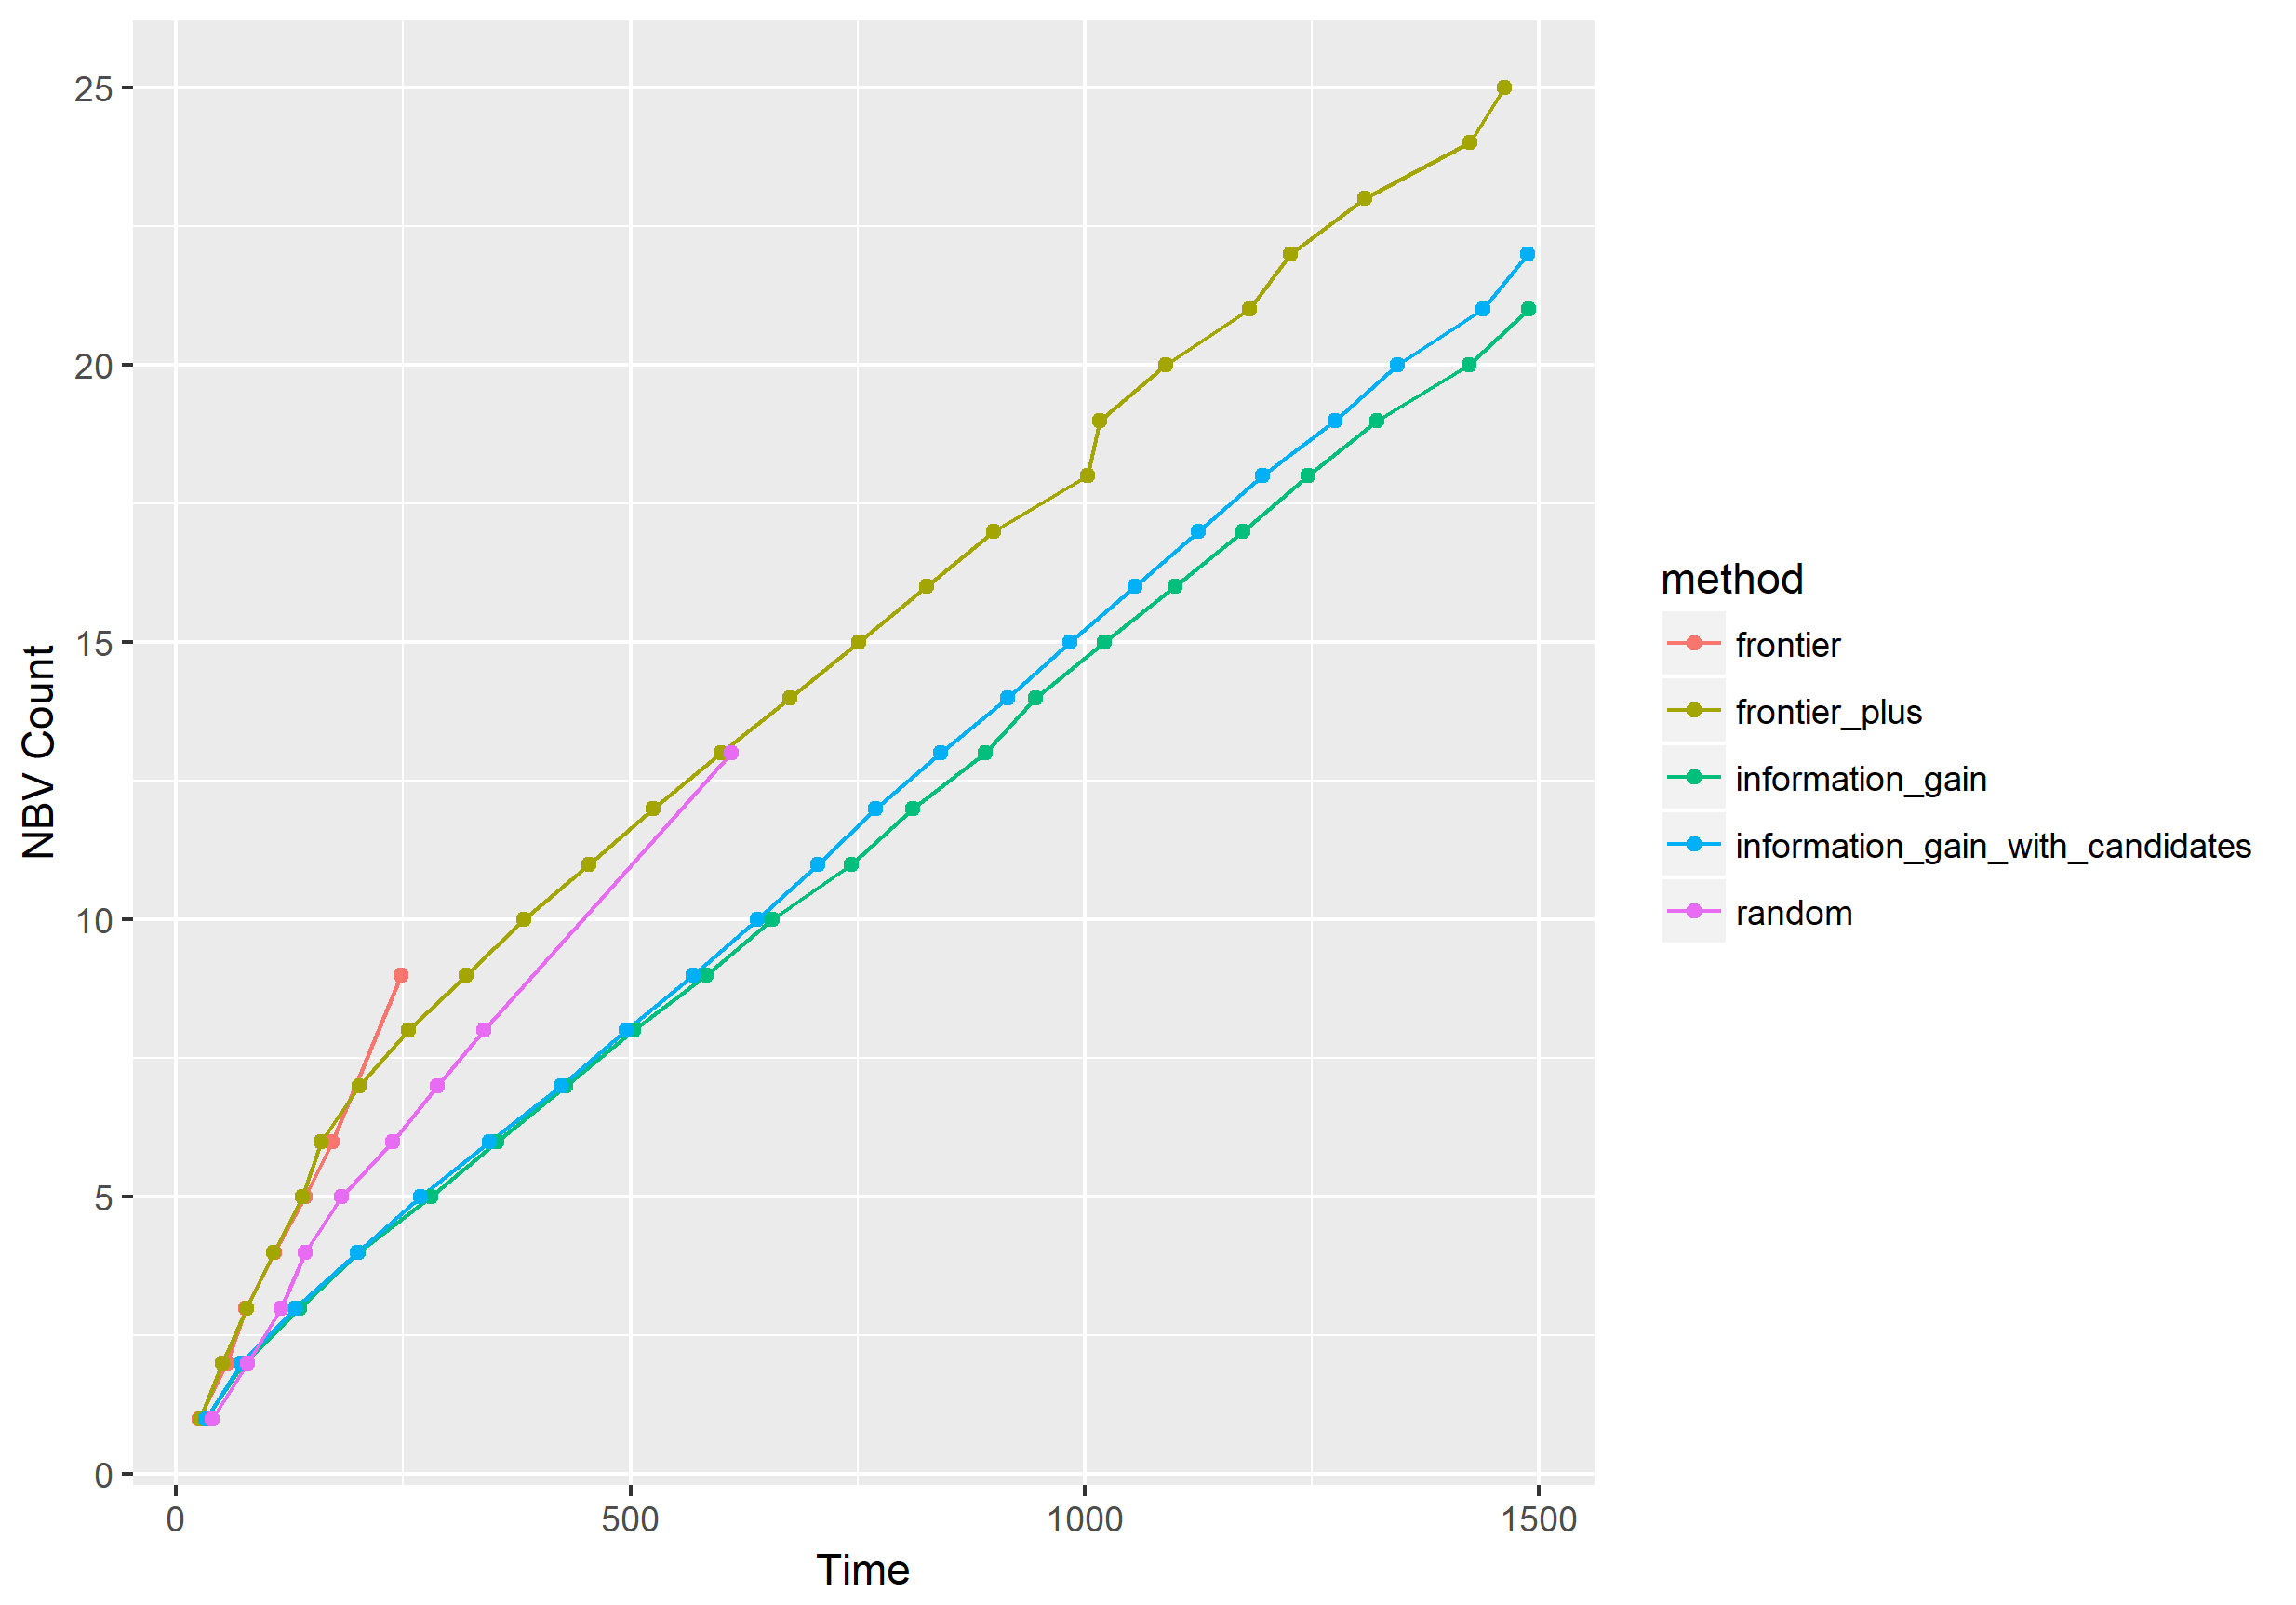 25
20
15
10
5
0
NBV Count
0 500 1000 1500
Time
method
frontier
frontier_plus
information_gain
information_gain_with_candidates
random